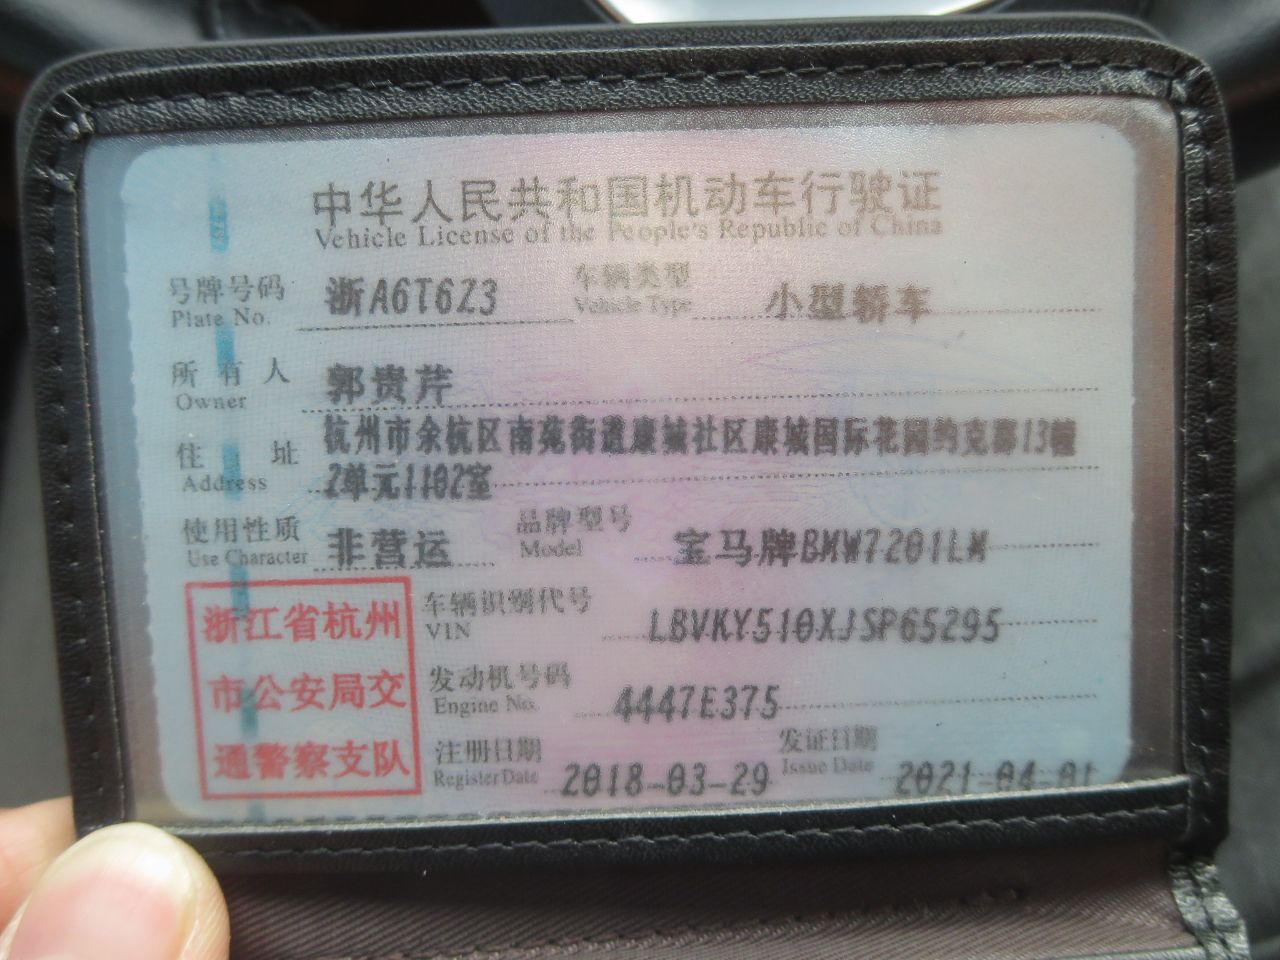 中华人民共和国机动车行驶证
Vehicle License of the People's Republic of China
号牌号码 浙A6T6Z3 车辆类型 小型轿车
Plate No. Vehicle Type
所有人 郭贵芹
Owner
住址 杭州市余杭区南苑街道康城社区康城国际花园约克郡13幢
Address 2单元1102室
使用性质 非营运 品牌型号 宝马牌BMW7201LM
Use Character Model
浙江省杭州
市公安局交
通警察支队
车辆识别代号 LBVKY510XJSP65295
VIN
发动机号码 4447E375
Engine No.
注册日期 2018-03-29 发证日期 2021-04-01
Register Date Issue Date